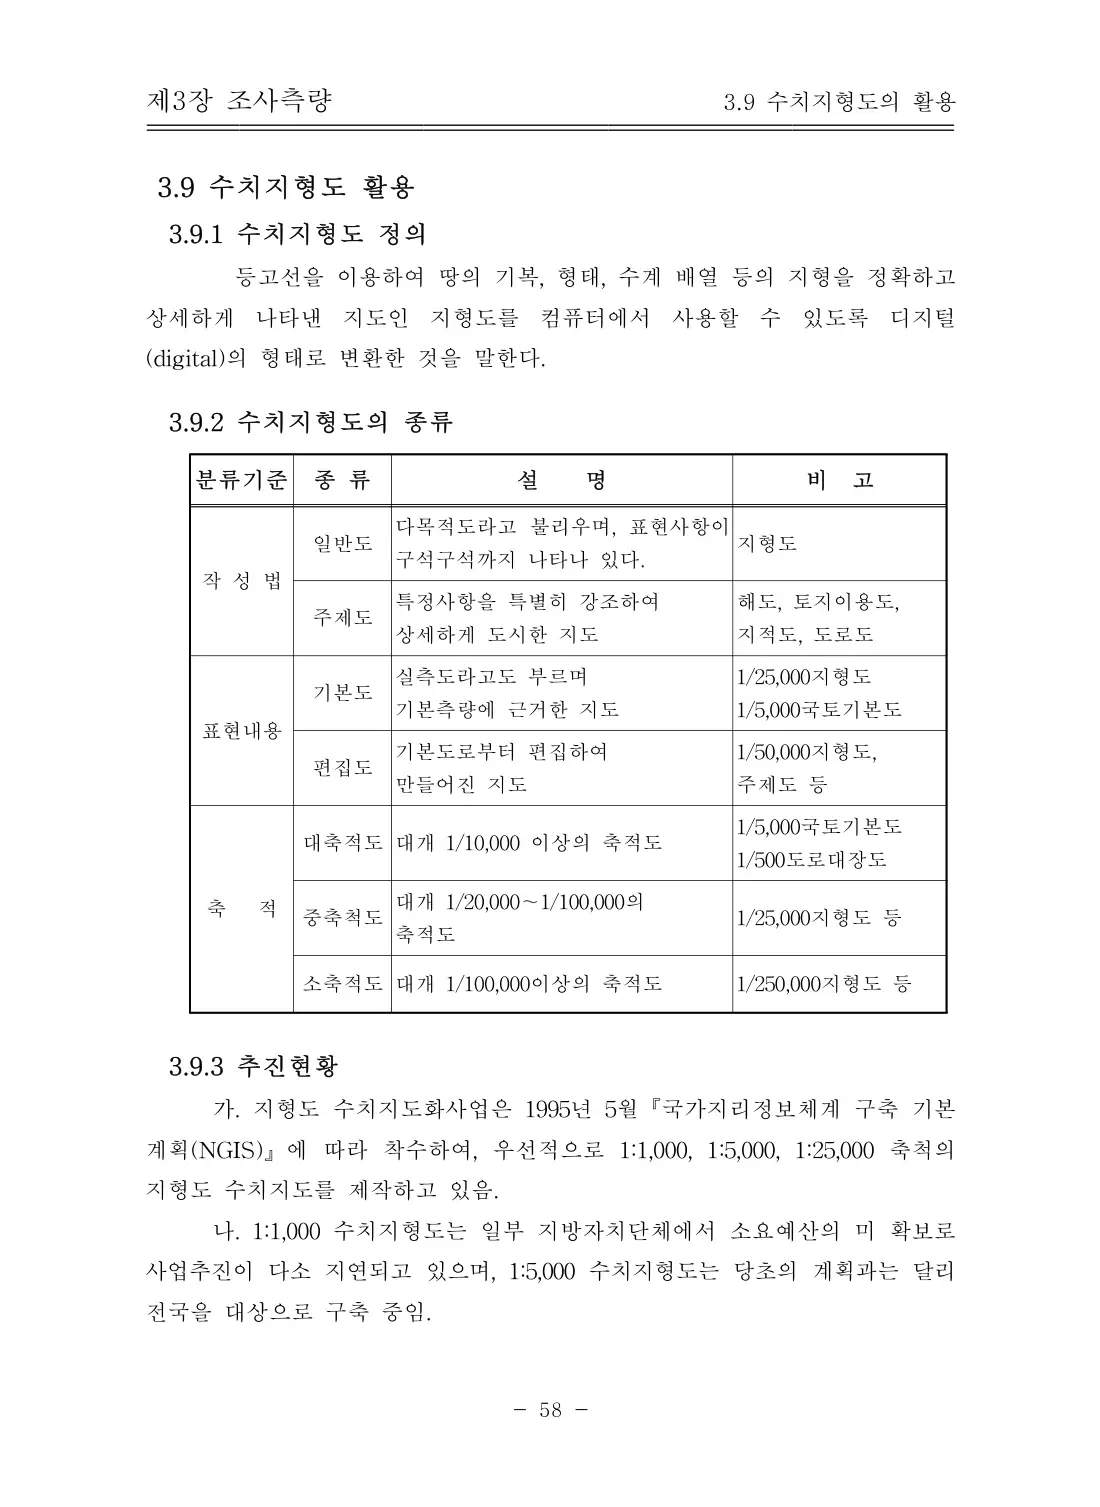 제3장 조사측량
3.9 수치지형도의 활용
3.9 수치지형도 활용
3.9.1 수치지형도 정의
등고선을 이용하여 땅의 기복, 형태, 수계 배열 등의 지형을 정확하고
상세하게 나타낸 지도인 지형도를 컴퓨터에서 사용할 수 있도록 디지털
(digital)의 형태로 변환한 것을 말한다.
3.9.2 수치지형도의 종류
분류기준 종 류 설 명 비 고
작 성 법
일반도
다목적도라고 불리우며, 표현사항이
구석구석까지 나타나 있다.
지형도
주제도
특정사항을 특별히 강조하여
상세하게 도시한 지도
해도, 토지이용도,
지적도, 도로도
표현내용
기본도
실측도라고도 부르며
기본측량에 근거한 지도
1/25,000지형도
1/5,000국토기본도
편집도
기본도로부터 편집하여
만들어진 지도
1/50,000지형도,
주제도 등
축 적
대축적도
대개 1/10,000 이상의 축적도
1/5,000국토기본도
1/500도로대장도
중축척도
대개 1/20,000∼1/100,000의
축적도
1/25,000지형도 등
소축적도
대개 1/100,000이상의 축적도
1/250,000지형도 등
3.9.3 추진현황
가. 지형도 수치지도화사업은 1995년 5월『국가지리정보체계 구축 기본
계획(NGIS)』에 따라 착수하여, 우선적으로 1:1,000, 1:5,000, 1:25,000 축척의
지형도 수치지도를 제작하고 있음.
나. 1:1,000 수치지형도는 일부 지방자치단체에서 소요예산의 미 확보로
사업추진이 다소 지연되고 있으며, 1:5,000 수치지형도는 당초의 계획과는 달리
전국을 대상으로 구축 중임.
- 58 -